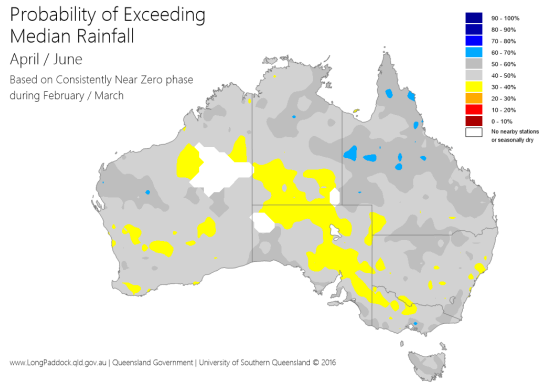 Probability of Exceeding
Median Rainfall
April / June
Based on Consistently Near Zero phase
during February / March
90 - 100%
80 - 90%
70 - 80%
60 - 70%
50 - 60%
40 - 50%
30 - 40%
20 - 30%
10 - 20%
0 - 10%
No nearby stations
or seasonally dry
www.LongPaddock.qld.gov.au | Queensland Government | University of Southern Queensland © 2016